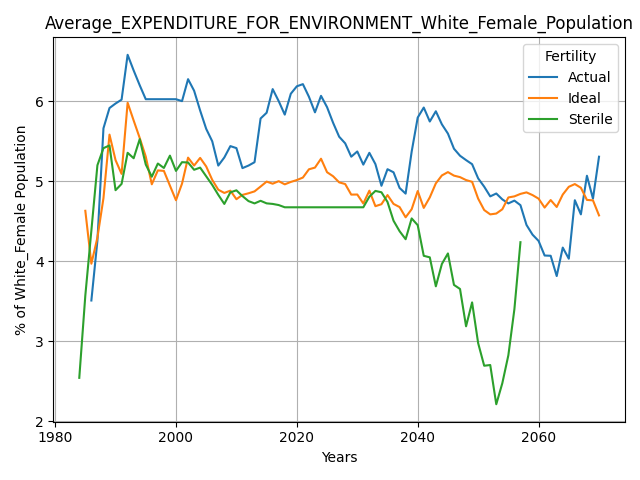 Average_EXPENDITURE_FOR_ENVIRONMENT_White_Female_Population
% of White_Female Population
6
5
4
3
2
1980
2000
2020
2040
2060
Years
Fertility
Actual
Ideal
Sterile